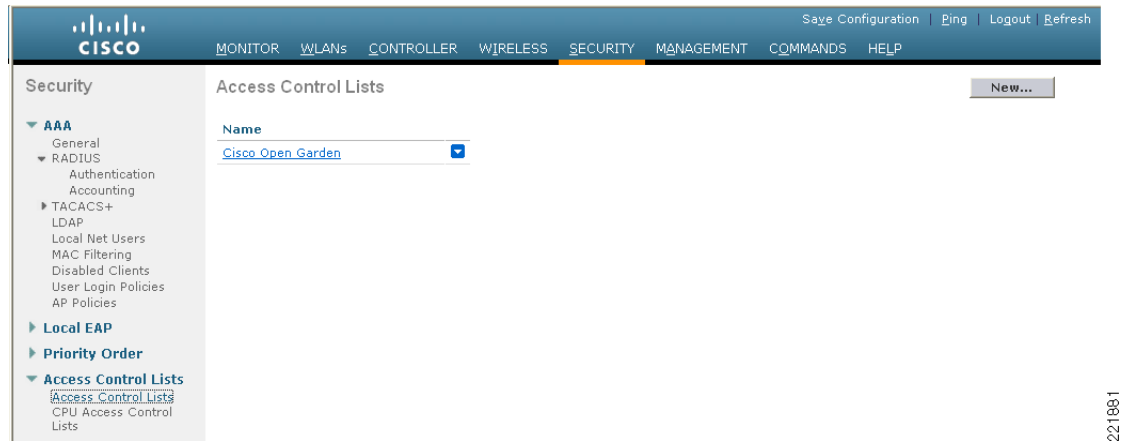 Save Configuration | Ping | Logout | Refresh
CISCO
MONITOR WLANs CONTROLLER WIRELESS SECURITY MANAGEMENT COMMANDS HELP
Security
Access Control Lists
New...
AAA
General
RADIUS
Authentication
Accounting
TACACS+
LDAP
Local Net Users
MAC Filtering
Disabled Clients
User Login Policies
AP Policies
Local EAP
Priority Order
Access Control Lists
Access Control Lists
CPU Access Control
Lists
Name
Cisco Open Garden
221881